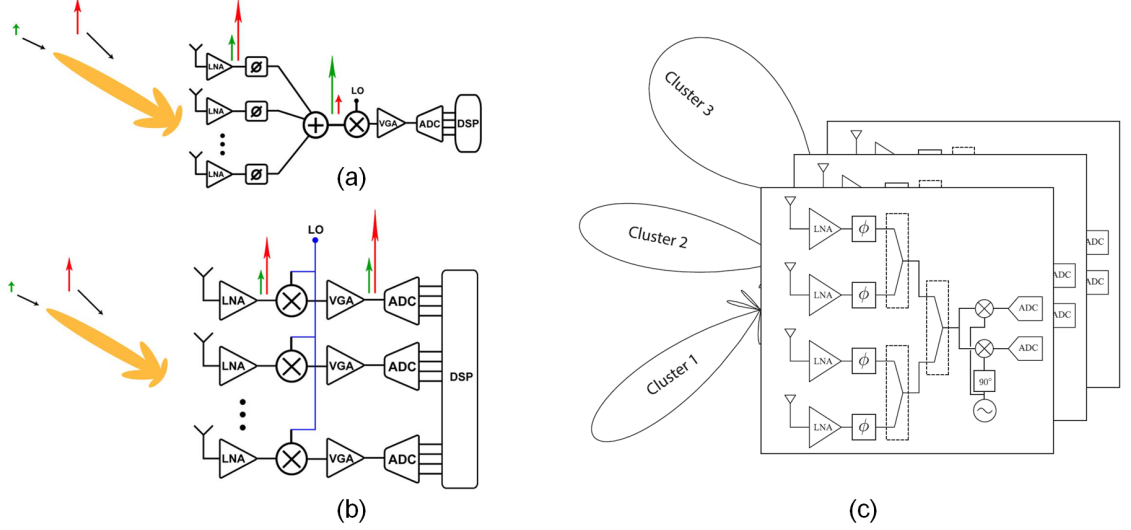 LNA
Ø
LNA
Ø
LNA
Ø
LO
VGA
ADC
DSP
(a)
LO
LNA
VGA
ADC
LNA
VGA
ADC
LNA
VGA
ADC
DSP
(b)
Cluster 3
Cluster 2
Cluster 1
LNA
ϕ
LNA
ϕ
LNA
ϕ
LNA
ϕ
90°
ADC
ADC
ADC
ADC
ADC
ADC
(c)